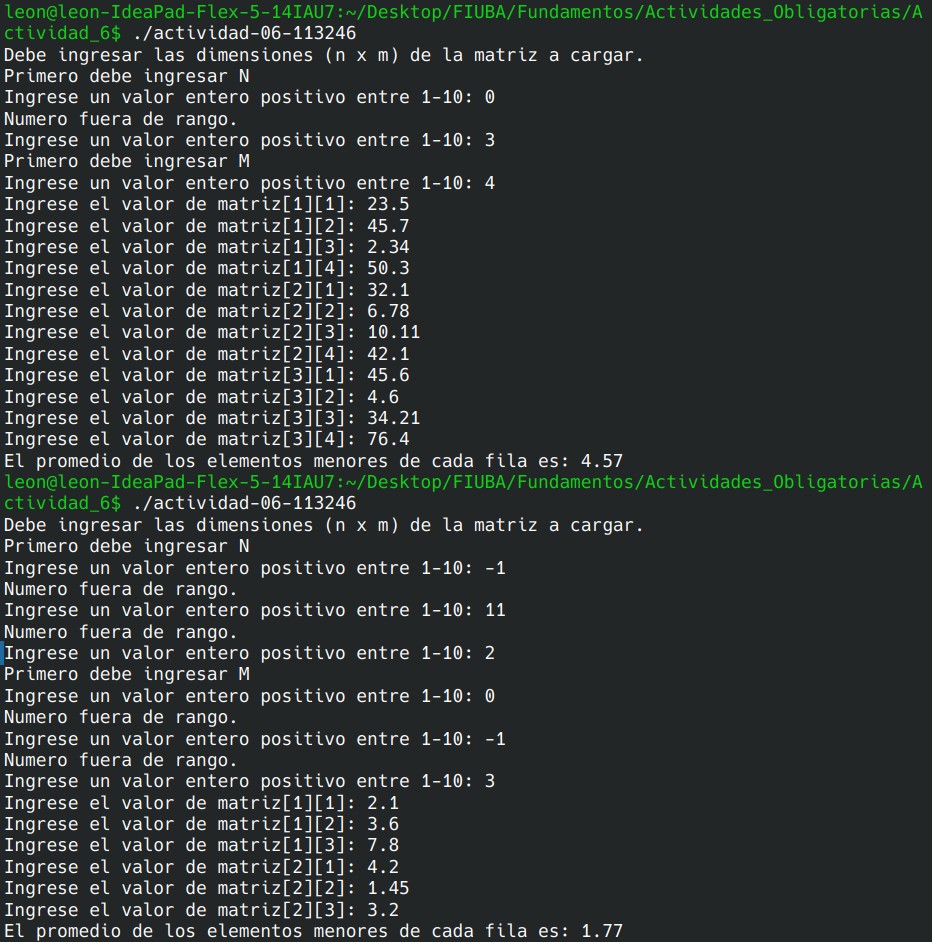 leon@leon-IdeaPad-Flex-5-14IAU7:~/Desktop/FIUBA/Fundamentos/Actividades_Obligatorias/A
ctividad_6$ ./actividad-06-113246
Debe ingresar las dimensiones (n x m) de la matriz a cargar.
Primero debe ingresar N
Ingrese un valor entero positivo entre 1-10: 0
Numero fuera de rango.
Ingrese un valor entero positivo entre 1-10: 3
Primero debe ingresar M
Ingrese un valor entero positivo entre 1-10: 4
Ingrese el valor de matriz[1][1]: 23.5
Ingrese el valor de matriz[1][2]: 45.7
Ingrese el valor de matriz[1][3]: 2.34
Ingrese el valor de matriz[1][4]: 50.3
Ingrese el valor de matriz[2][1]: 32.1
Ingrese el valor de matriz[2][2]: 6.78
Ingrese el valor de matriz[2][3]: 10.11
Ingrese el valor de matriz[2][4]: 42.1
Ingrese el valor de matriz[3][1]: 45.6
Ingrese el valor de matriz[3][2]: 4.6
Ingrese el valor de matriz[3][3]: 34.21
Ingrese el valor de matriz[3][4]: 76.4
El promedio de los elementos menores de cada fila es: 4.57
leon@leon-IdeaPad-Flex-5-14IAU7:~/Desktop/FIUBA/Fundamentos/Actividades_Obligatorias/A
ctividad_6$ ./actividad-06-113246
Debe ingresar las dimensiones (n x m) de la matriz a cargar.
Primero debe ingresar N
Ingrese un valor entero positivo entre 1-10: -1
Numero fuera de rango.
Ingrese un valor entero positivo entre 1-10: 11
Numero fuera de rango.
Ingrese un valor entero positivo entre 1-10: 2
Primero debe ingresar M
Ingrese un valor entero positivo entre 1-10: 0
Numero fuera de rango.
Ingrese un valor entero positivo entre 1-10: -1
Numero fuera de rango.
Ingrese un valor entero positivo entre 1-10: 3
Ingrese el valor de matriz[1][1]: 2.1
Ingrese el valor de matriz[1][2]: 3.6
Ingrese el valor de matriz[1][3]: 7.8
Ingrese el valor de matriz[2][1]: 4.2
Ingrese el valor de matriz[2][2]: 1.45
Ingrese el valor de matriz[2][3]: 3.2
El promedio de los elementos menores de cada fila es: 1.77